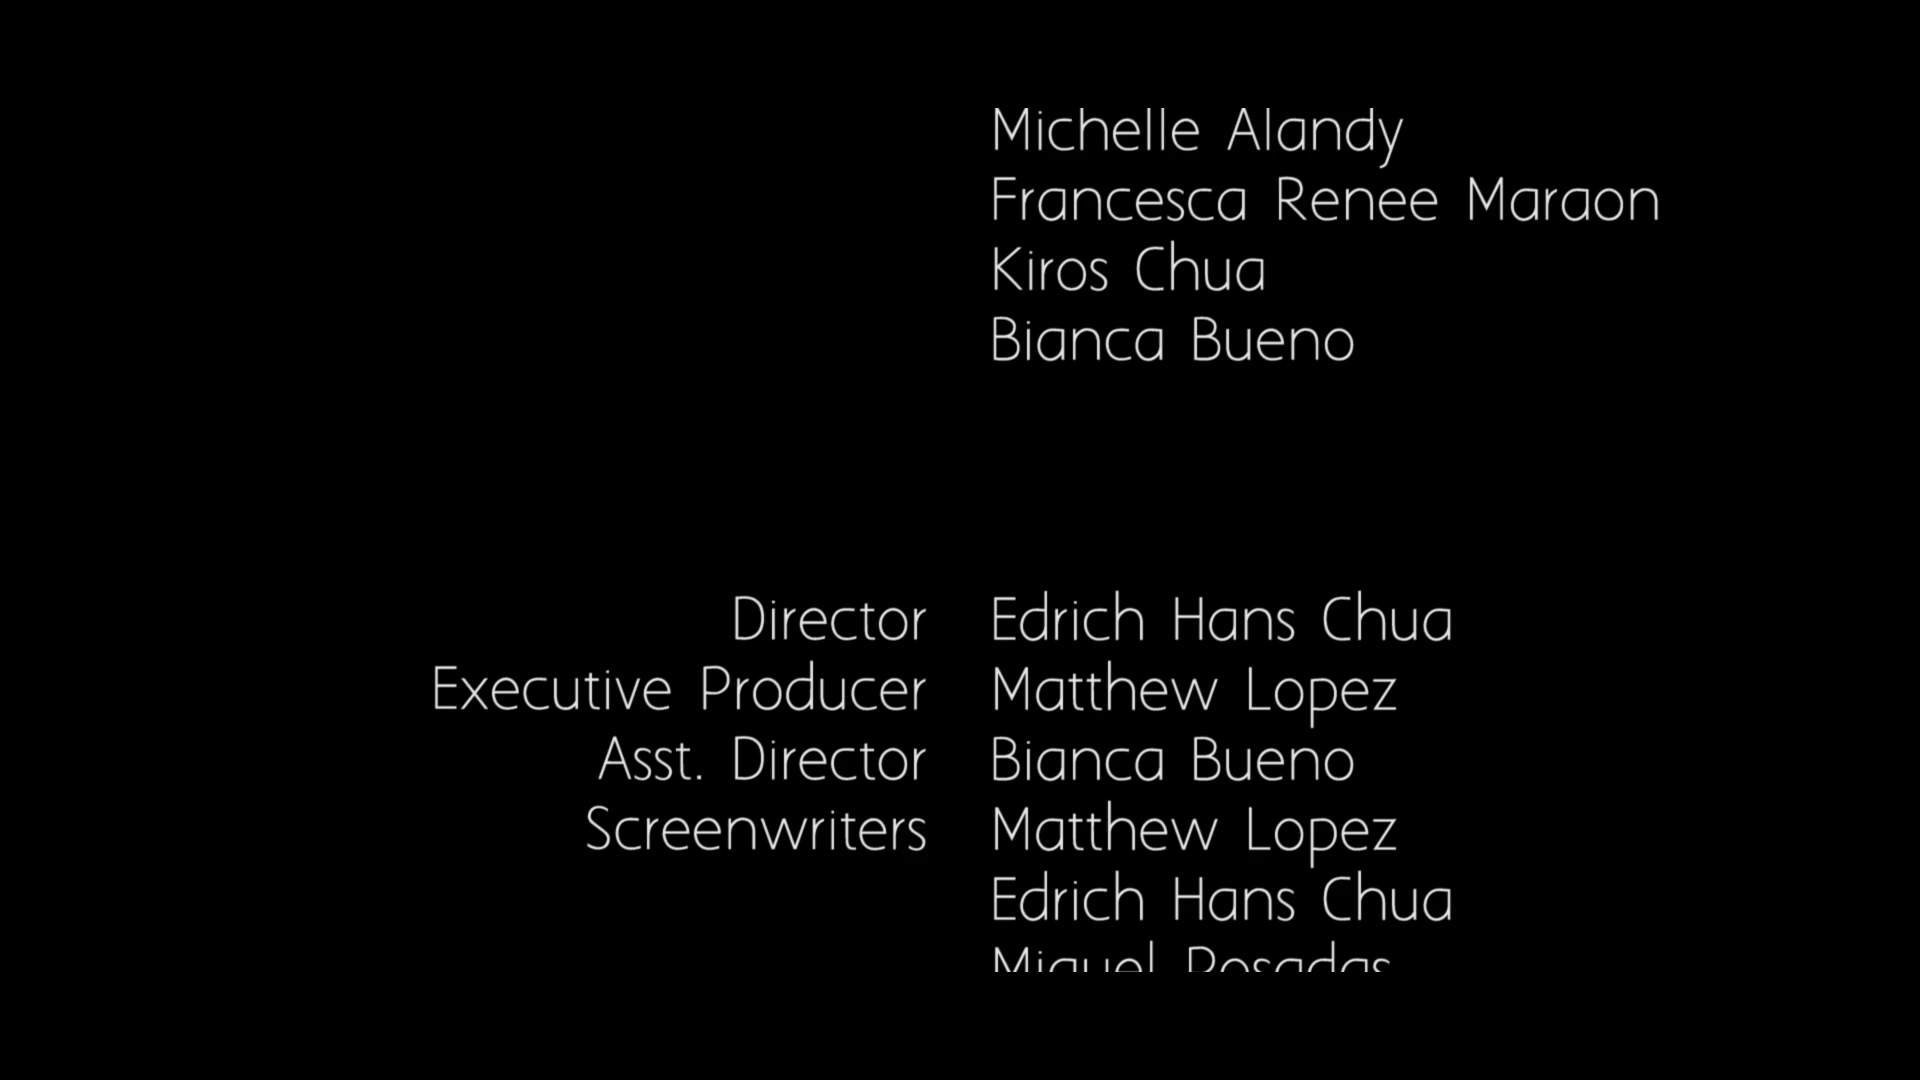 Michelle Alandy
Francesca Renee Maraon
Kiros Chua
Bianca Bueno
Director Edrich Hans Chua
Executive Producer Matthew Lopez
Asst. Director Bianca Bueno
Screenwriters Matthew Lopez
Edrich Hans Chua
Miguel